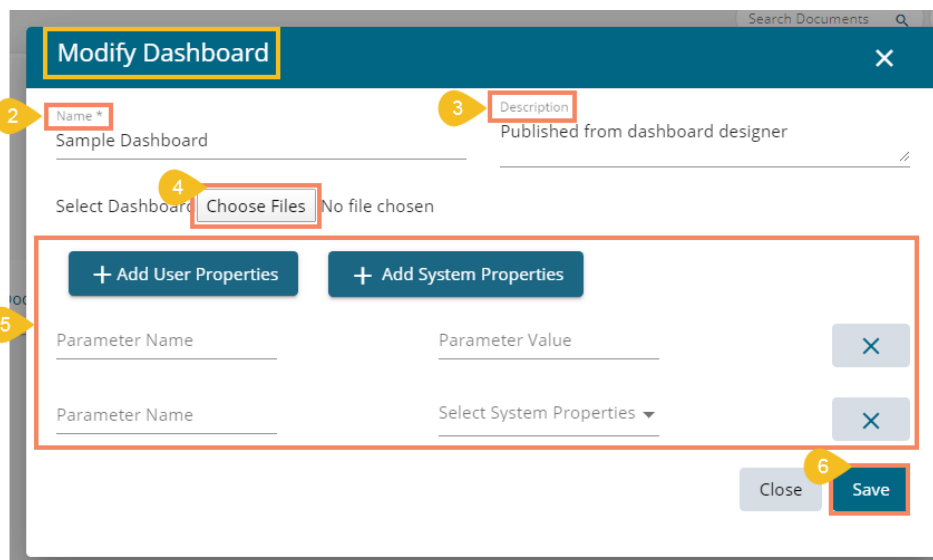 Search Documents
Modify Dashboard
2
Name *
3
Description
Sample Dashboard
Published from dashboard designer
4
Select Dashboard Choose Files No file chosen
+ Add User Properties + Add System Properties
5
Parameter Name Parameter Value
Parameter Name Select System Properties
6
Close Save